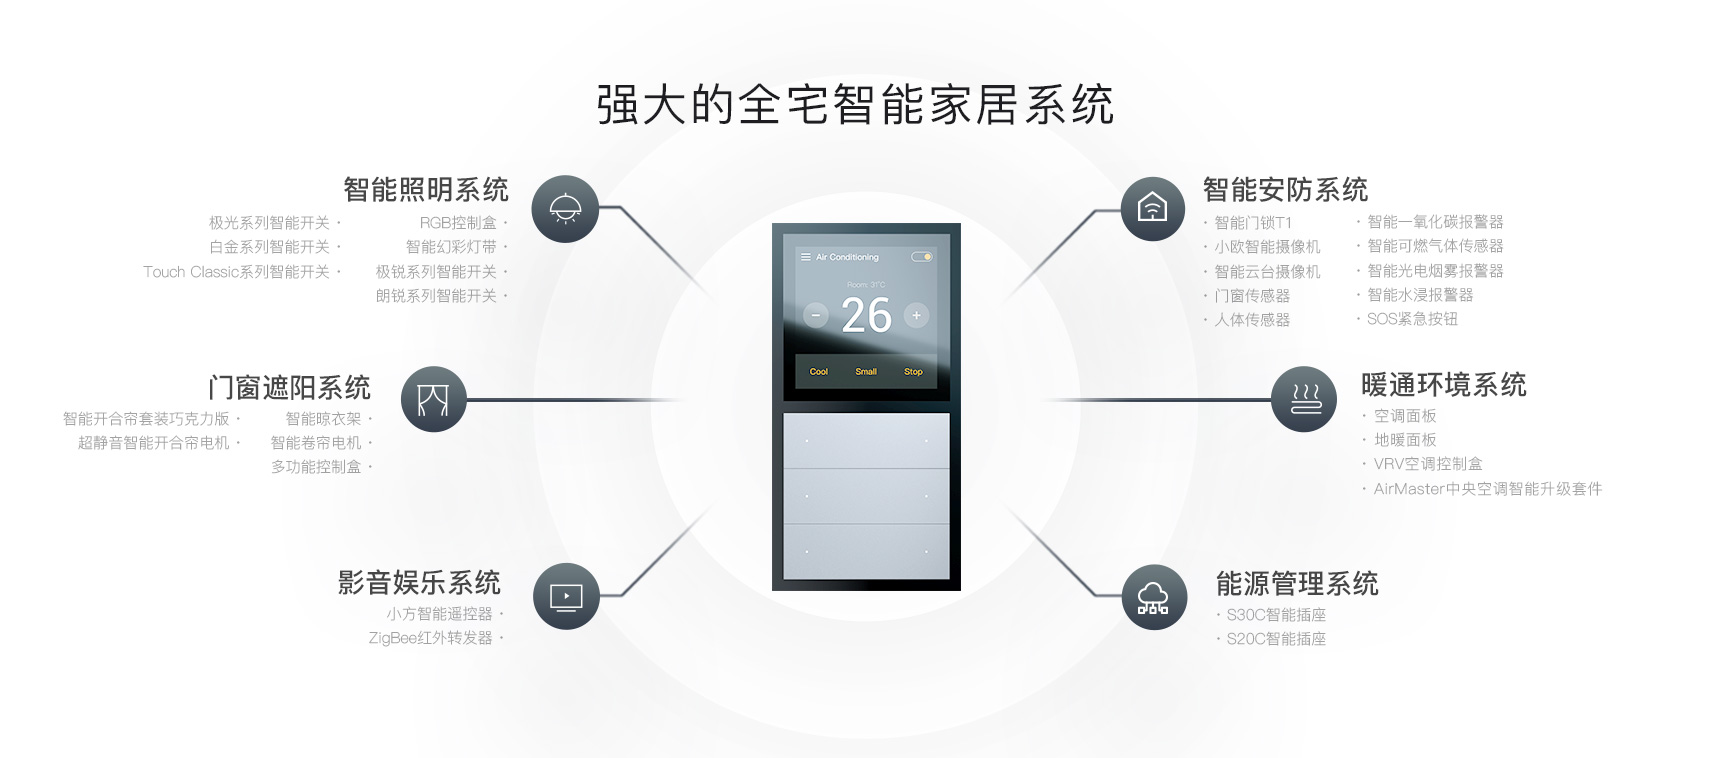 强大的全宅智能家居系统
智能照明系统
极光系列智能开关 ·
白金系列智能开关 ·
Touch Classic系列智能开关 ·
RGB控制盒 ·
智能幻彩灯带 ·
极锐系列智能开关 ·
朗锐系列智能开关 ·
门窗遮阳系统
智能开合帘套装巧克力版 ·
超静音智能开合帘电机 ·
智能晾衣架 ·
智能卷帘电机 ·
多功能控制盒 ·
影音娱乐系统
小方智能遥控器 ·
ZigBee红外转发器 ·
Air Conditioning
Room: 31°C
− 26 +
Cool Small Stop
智能安防系统
· 智能门锁T1
· 小欧智能摄像机
· 智能云台摄像机
· 门窗传感器
· 人体传感器
· 智能一氧化碳报警器
· 智能可燃气体传感器
· 智能光电烟雾报警器
· 智能水浸报警器
· SOS紧急按钮
暖通环境系统
· 空调面板
· 地暖面板
· VRV空调控制盒
· AirMaster中央空调智能升级套件
能源管理系统
· S30C智能插座
· S20C智能插座